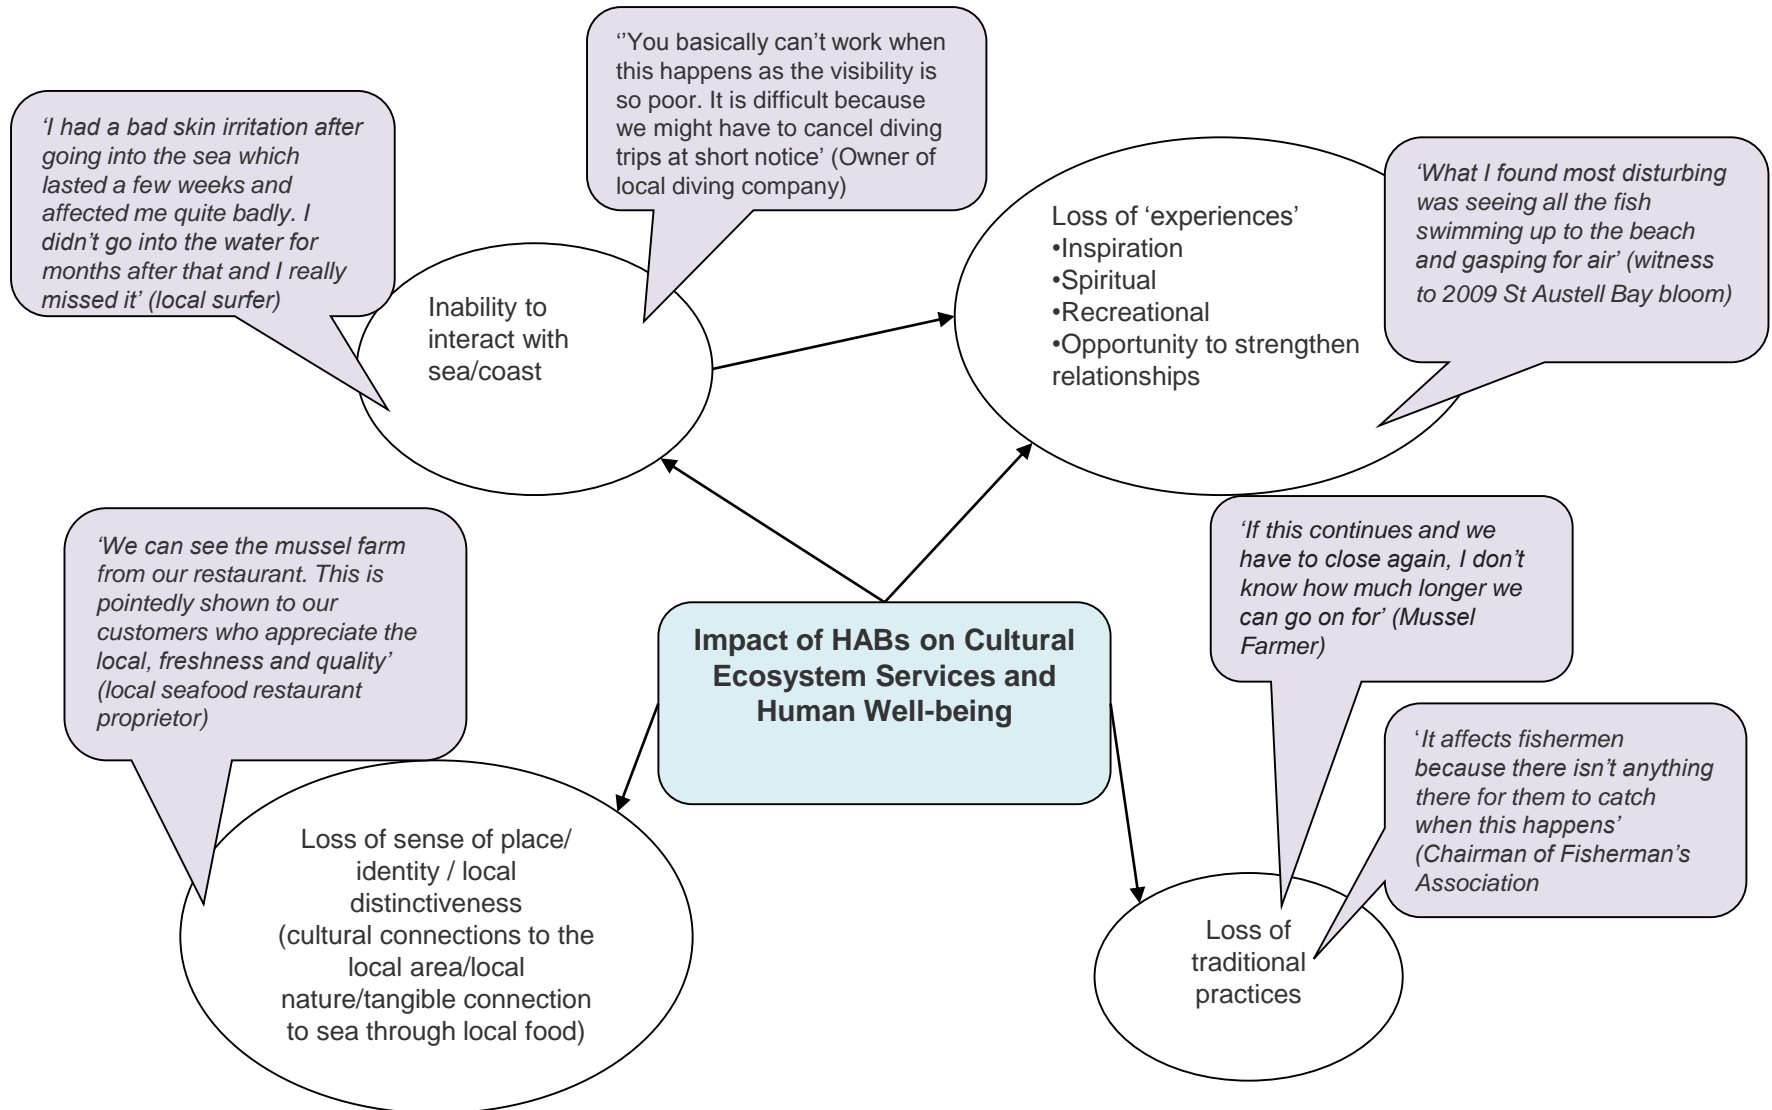 ‘’You basically can’t work when
this happens as the visibility is
so poor. It is difficult because
we might have to cancel diving
trips at short notice’ (Owner of
local diving company)
‘I had a bad skin irritation after
going into the sea which
lasted a few weeks and
affected me quite badly. I
didn’t go into the water for
months after that and I really
missed it’ (local surfer)
‘What I found most disturbing
was seeing all the fish
swimming up to the beach
and gasping for air’ (witness
to 2009 St Austell Bay bloom)
Inability to
interact with
sea/coast
Loss of ‘experiences’
•Inspiration
•Spiritual
•Recreational
•Opportunity to strengthen
relationships
‘We can see the mussel farm
from our restaurant. This is
pointedly shown to our
customers who appreciate the
local, freshness and quality’
(local seafood restaurant
proprietor)
‘If this continues and we
have to close again, I don’t
know how much longer we
can go on for’ (Mussel
Farmer)
Impact of HABs on Cultural
Ecosystem Services and
Human Well-being
‘It affects fishermen
because there isn’t anything
there for them to catch
when this happens’
(Chairman of Fisherman’s
Association
Loss of sense of place/
identity / local
distinctiveness
(cultural connections to the
local area/local
nature/tangible connection
to sea through local food)
Loss of
traditional
practices